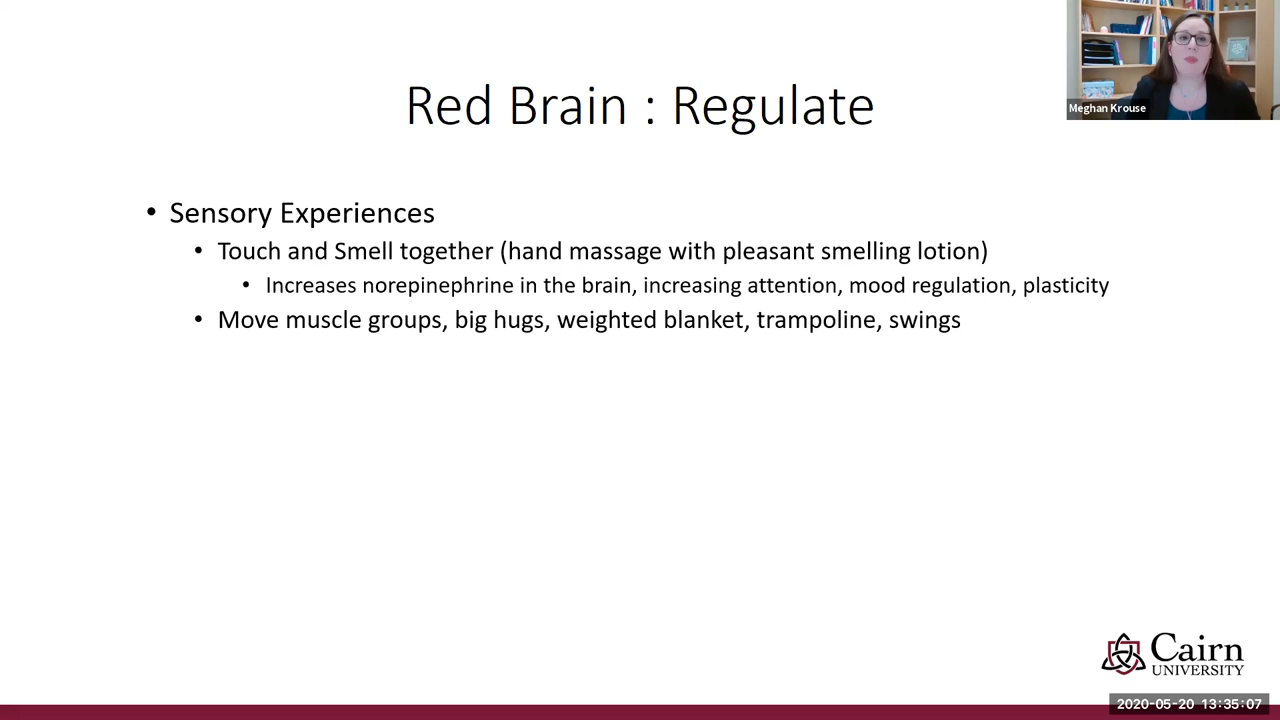 Meghan Krouse
Red Brain : Regulate
• Sensory Experiences
• Touch and Smell together (hand massage with pleasant smelling lotion)
• Increases norepinephrine in the brain, increasing attention, mood regulation, plasticity
• Move muscle groups, big hugs, weighted blanket, trampoline, swings
Cairn
UNIVERSITY
2020-05-20 13:35:07